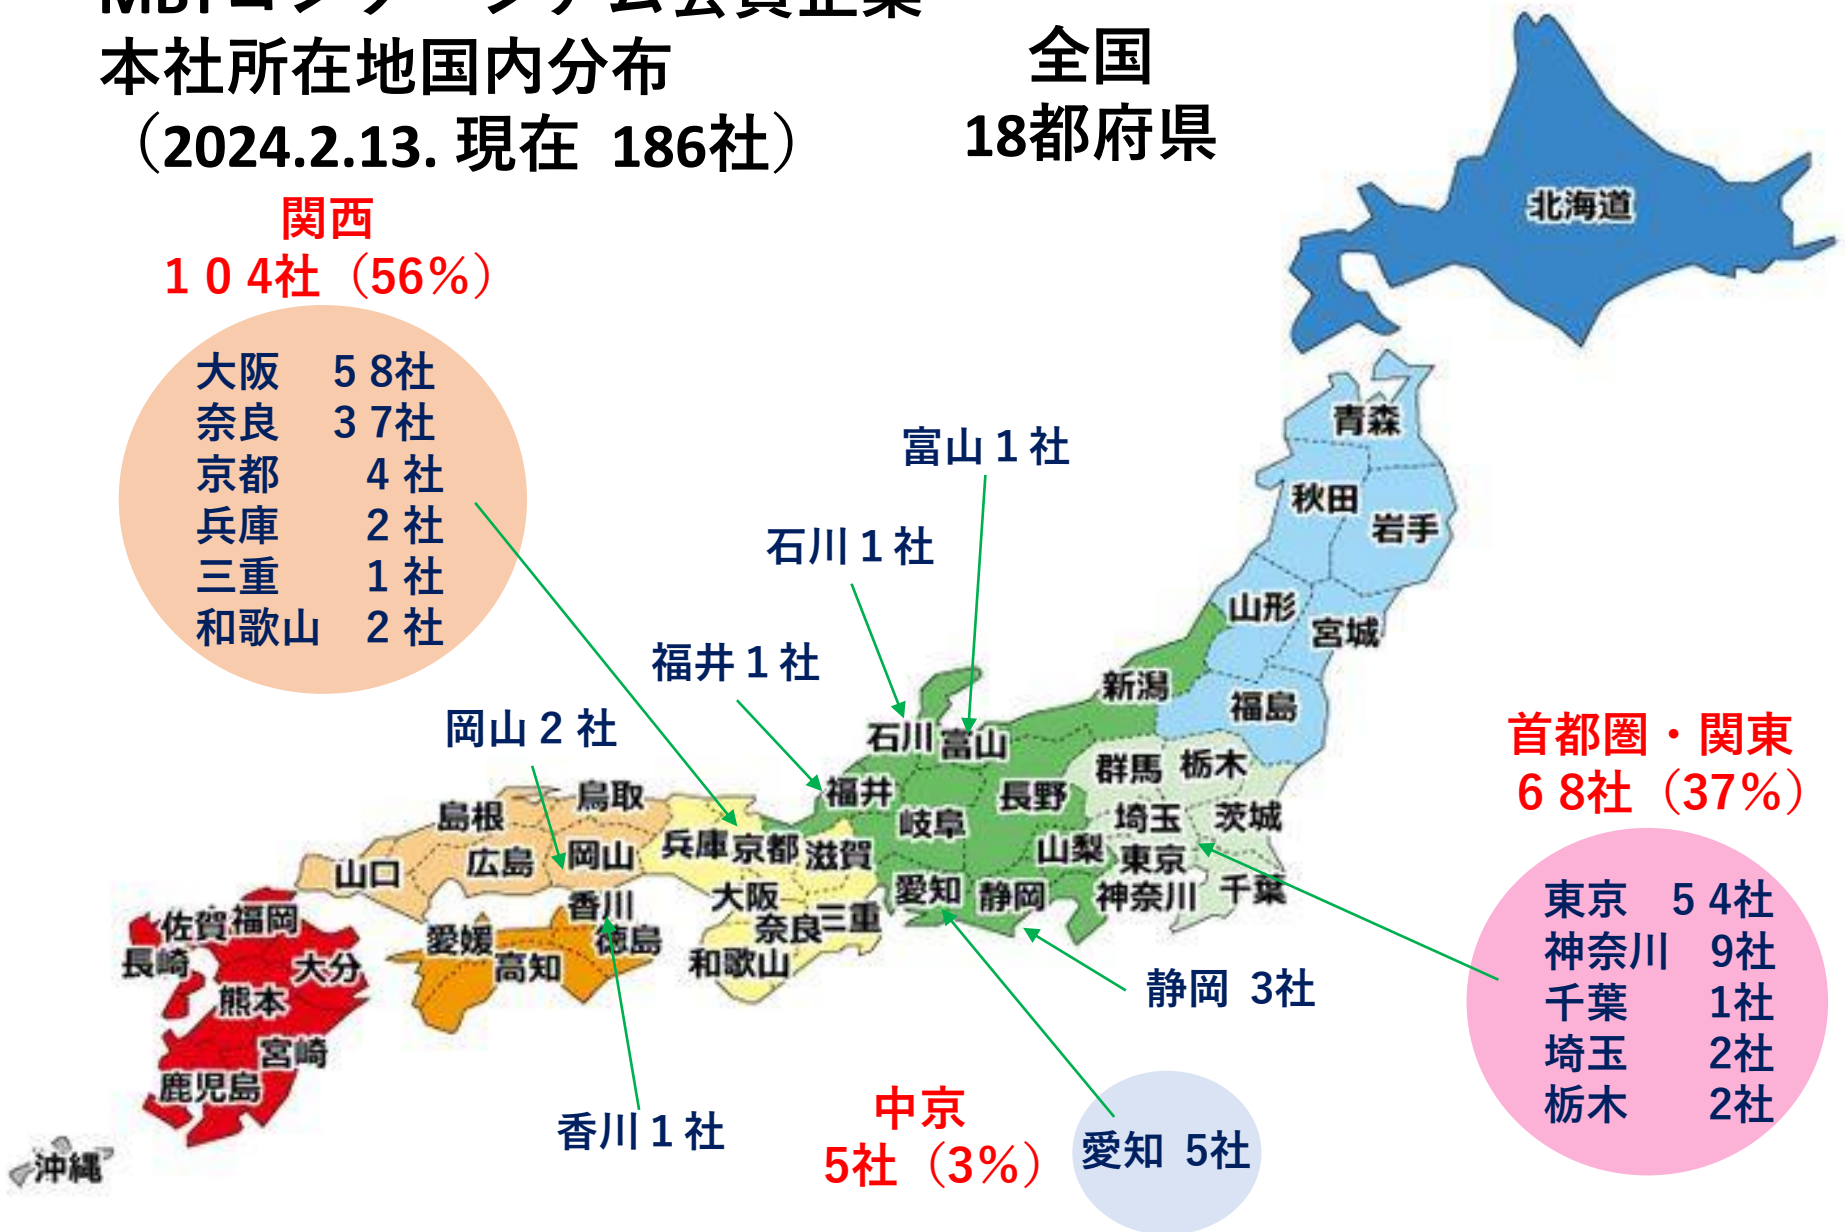 本社所在地国内分布
（2024.2.13. 現在 186社）
全国
18都府県
関西
１０４社（56%）
大阪　５８社
奈良　３７社
京都　４社
兵庫　２社
三重　１社
和歌山　２社
富山１社
石川１社
福井１社
岡山２社
香川１社
静岡 3社
中京
5社（3%）
愛知 5社
首都圏・関東
６８社（37%）
東京　５４社
神奈川　9社
千葉　1社
埼玉　2社
栃木　2社
北海道
青森
秋田
岩手
山形
宮城
福島
新潟
石川
富山
福井
長野
岐阜
山梨
愛知
静岡
群馬
栃木
埼玉
茨城
東京
神奈川
千葉
兵庫
京都
滋賀
大阪
奈良
三重
和歌山
鳥取
島根
岡山
広島
山口
香川
徳島
愛媛
高知
福岡
佐賀
長崎
大分
熊本
宮崎
鹿児島
沖縄